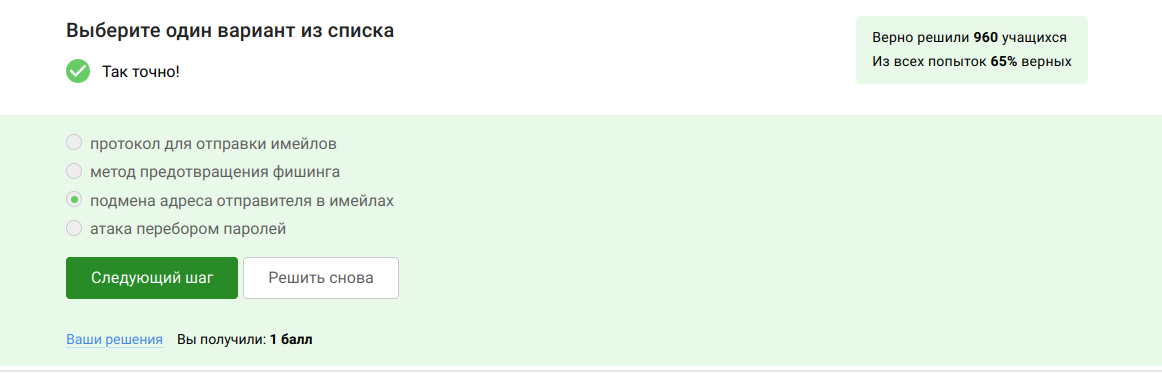 Выберите один вариант из списка
Так точно!
Верно решили 960 учащихся
Из всех попыток 65% верных
протокол для отправки имейлов
метод предотвращения фишинга
подмена адреса отправителя в имейлах
атака перебором паролей
Следующий шаг
Решить снова
Ваши решения Вы получили: 1 балл